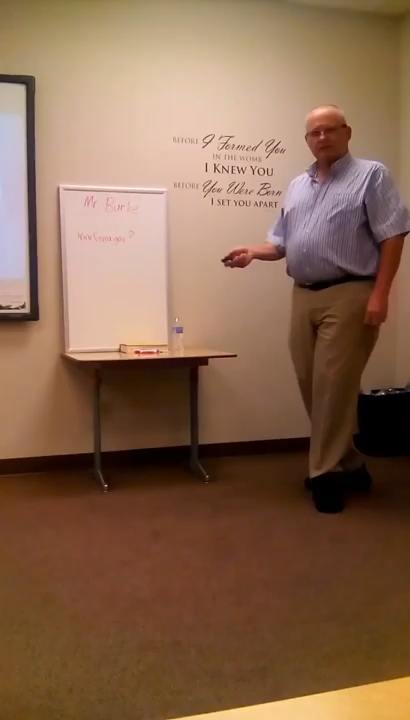 Mr Burke
BEFORE I Formed You
IN THE WOMB
I KNEW YOU
BEFORE You Were Born
I SET YOU APART